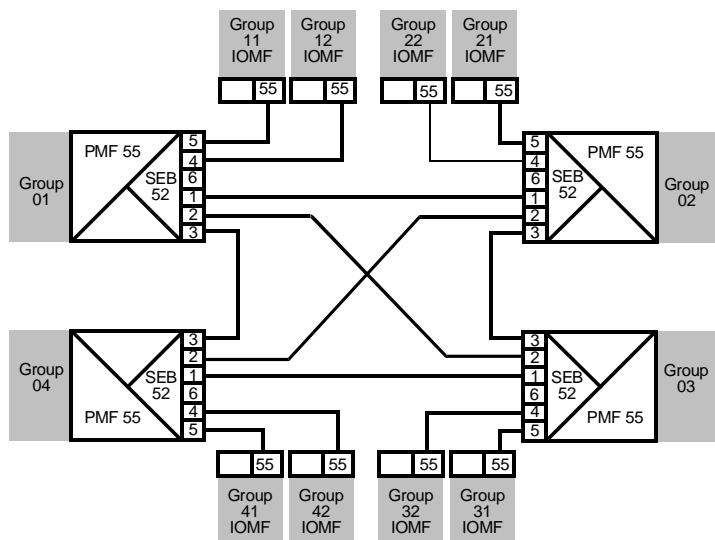 Group
11
IOMF
Group
12
IOMF
Group
22
IOMF
Group
21
IOMF
55
55
55
55
Group
01
PMF 55
SEB
52
5
4
6
1
2
3
5
4
6
1
2
3
SEB
52
PMF 55
Group
02
Group
04
PMF 55
SEB
52
3
2
1
6
4
5
3
2
1
6
4
5
SEB
52
PMF 55
Group
03
55
55
55
55
Group
41
IOMF
Group
42
IOMF
Group
32
IOMF
Group
31
IOMF